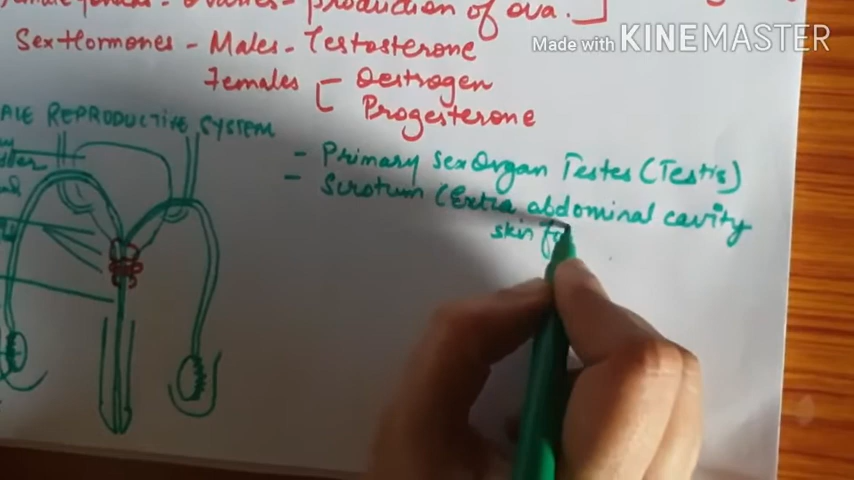 - Ovaries - production of ova.]
Sex Hormones - Males - Testosterone
Females [ Oestrogen
Progesterone
Made with KINEMASTER
REPRODUCTIVE SYSTEM
- Primary Sex Organ Testes (Testis)
- Scrotum (Extra abdominal cavity
skin